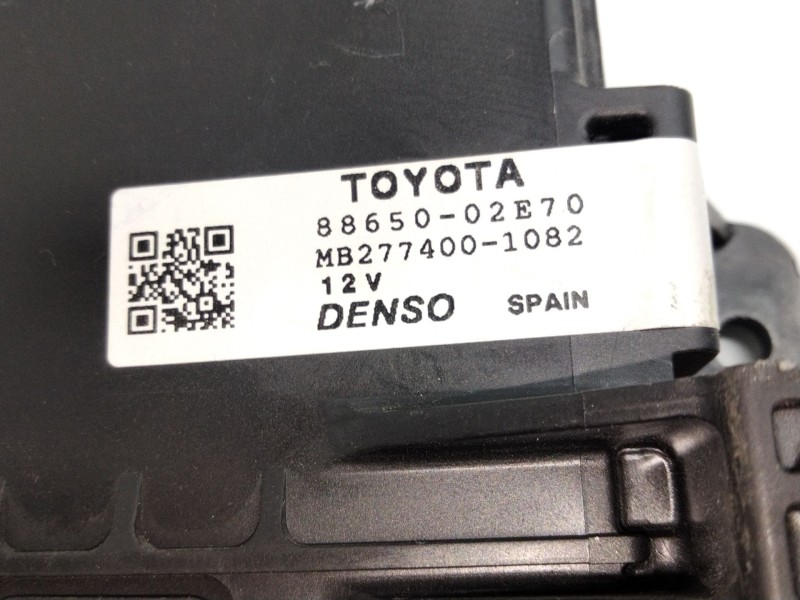 TOYOTA
88650-02E70
MB277400-1082
12V
DENSO SPAIN